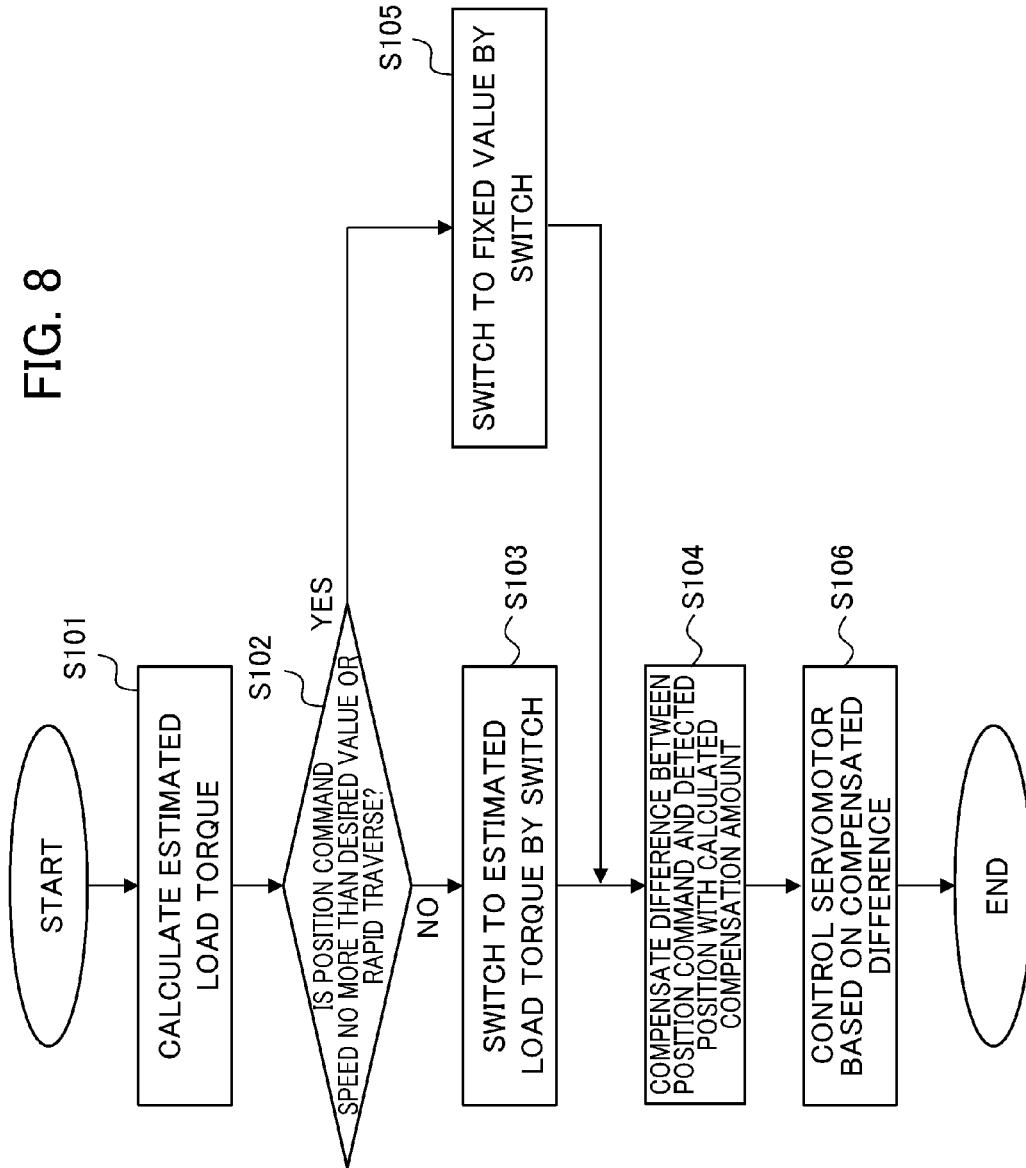 FIG. 8
START
S101
CALCULATE ESTIMATED
LOAD TORQUE
S102
IS POSITION COMMAND
SPEED NO MORE THAN DESIRED VALUE OR
RAPID TRAVERSE?
YES
NO
S105
SWITCH TO FIXED VALUE BY
SWITCH
S103
SWITCH TO ESTIMATED
LOAD TORQUE BY SWITCH
S104
COMPENSATE DIFFERENCE BETWEEN
POSITION COMMAND AND DETECTED
POSITION WITH CALCULATED
COMPENSATION AMOUNT
S106
CONTROL SERVOMOTOR
BASED ON COMPENSATED
DIFFERENCE
END